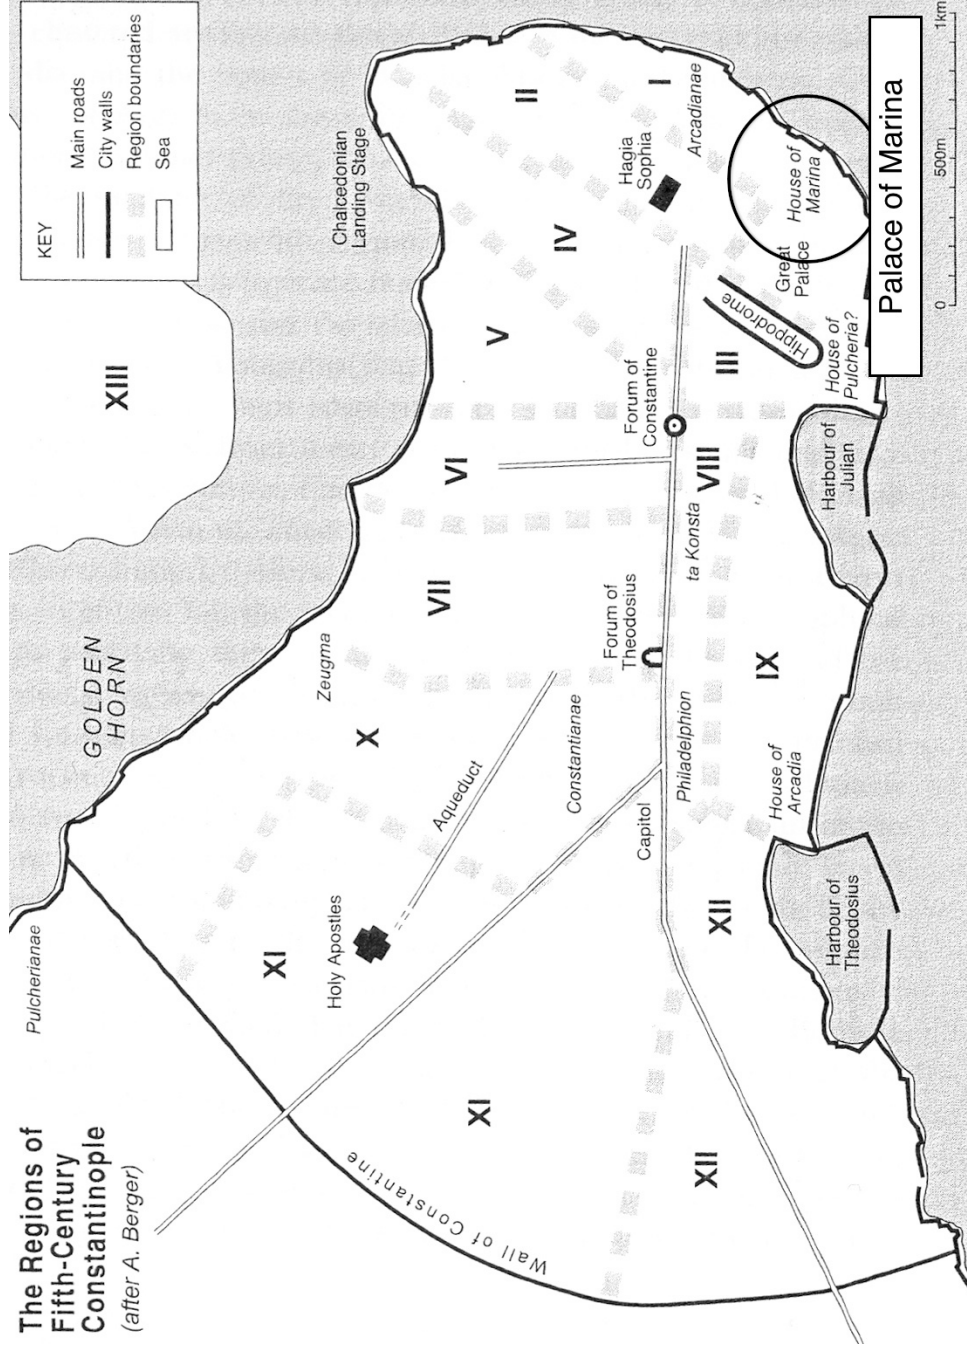 The Regions of
Fifth-Century
Constantinople
(after A. Berger)
Pulcherianae
GOLDEN
HORN
XIII
KEY
Main roads
City walls
Region boundaries
Sea
XI
Holy Apostles
X
Zeugma
VII
VI
V
Chalcedonian
Landing Stage
IV
II
I
Wall of Constantine
XI
Aqueduct
Constantinae
Capitol
Philadelphion
Forum of
Theodosius
ta Konsta
Forum of
Constantine
VIII
III
Hagia
Sophia
Arcadianae
Hippodrome
Great
Palace
House of
Marina
XII
XII
House of
Arcadia
IX
Harbour of
Theodosius
Harbour of
Julian
House of
Pulcheria?
Palace of Marina
0
500m
1km